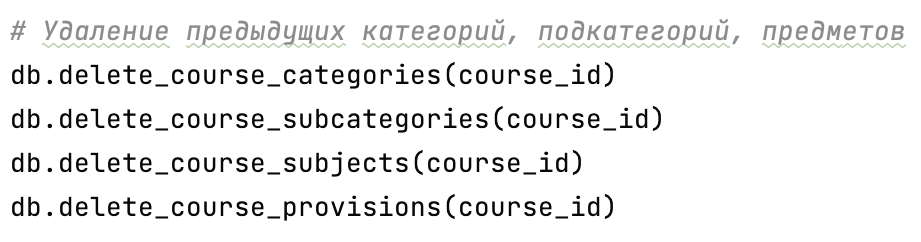 # Удаление предыдущих категорий, подкатегорий, предметов
db.delete_course_categories(course_id)
db.delete_course_subcategories(course_id)
db.delete_course_subjects(course_id)
db.delete_course_provisions(course_id)